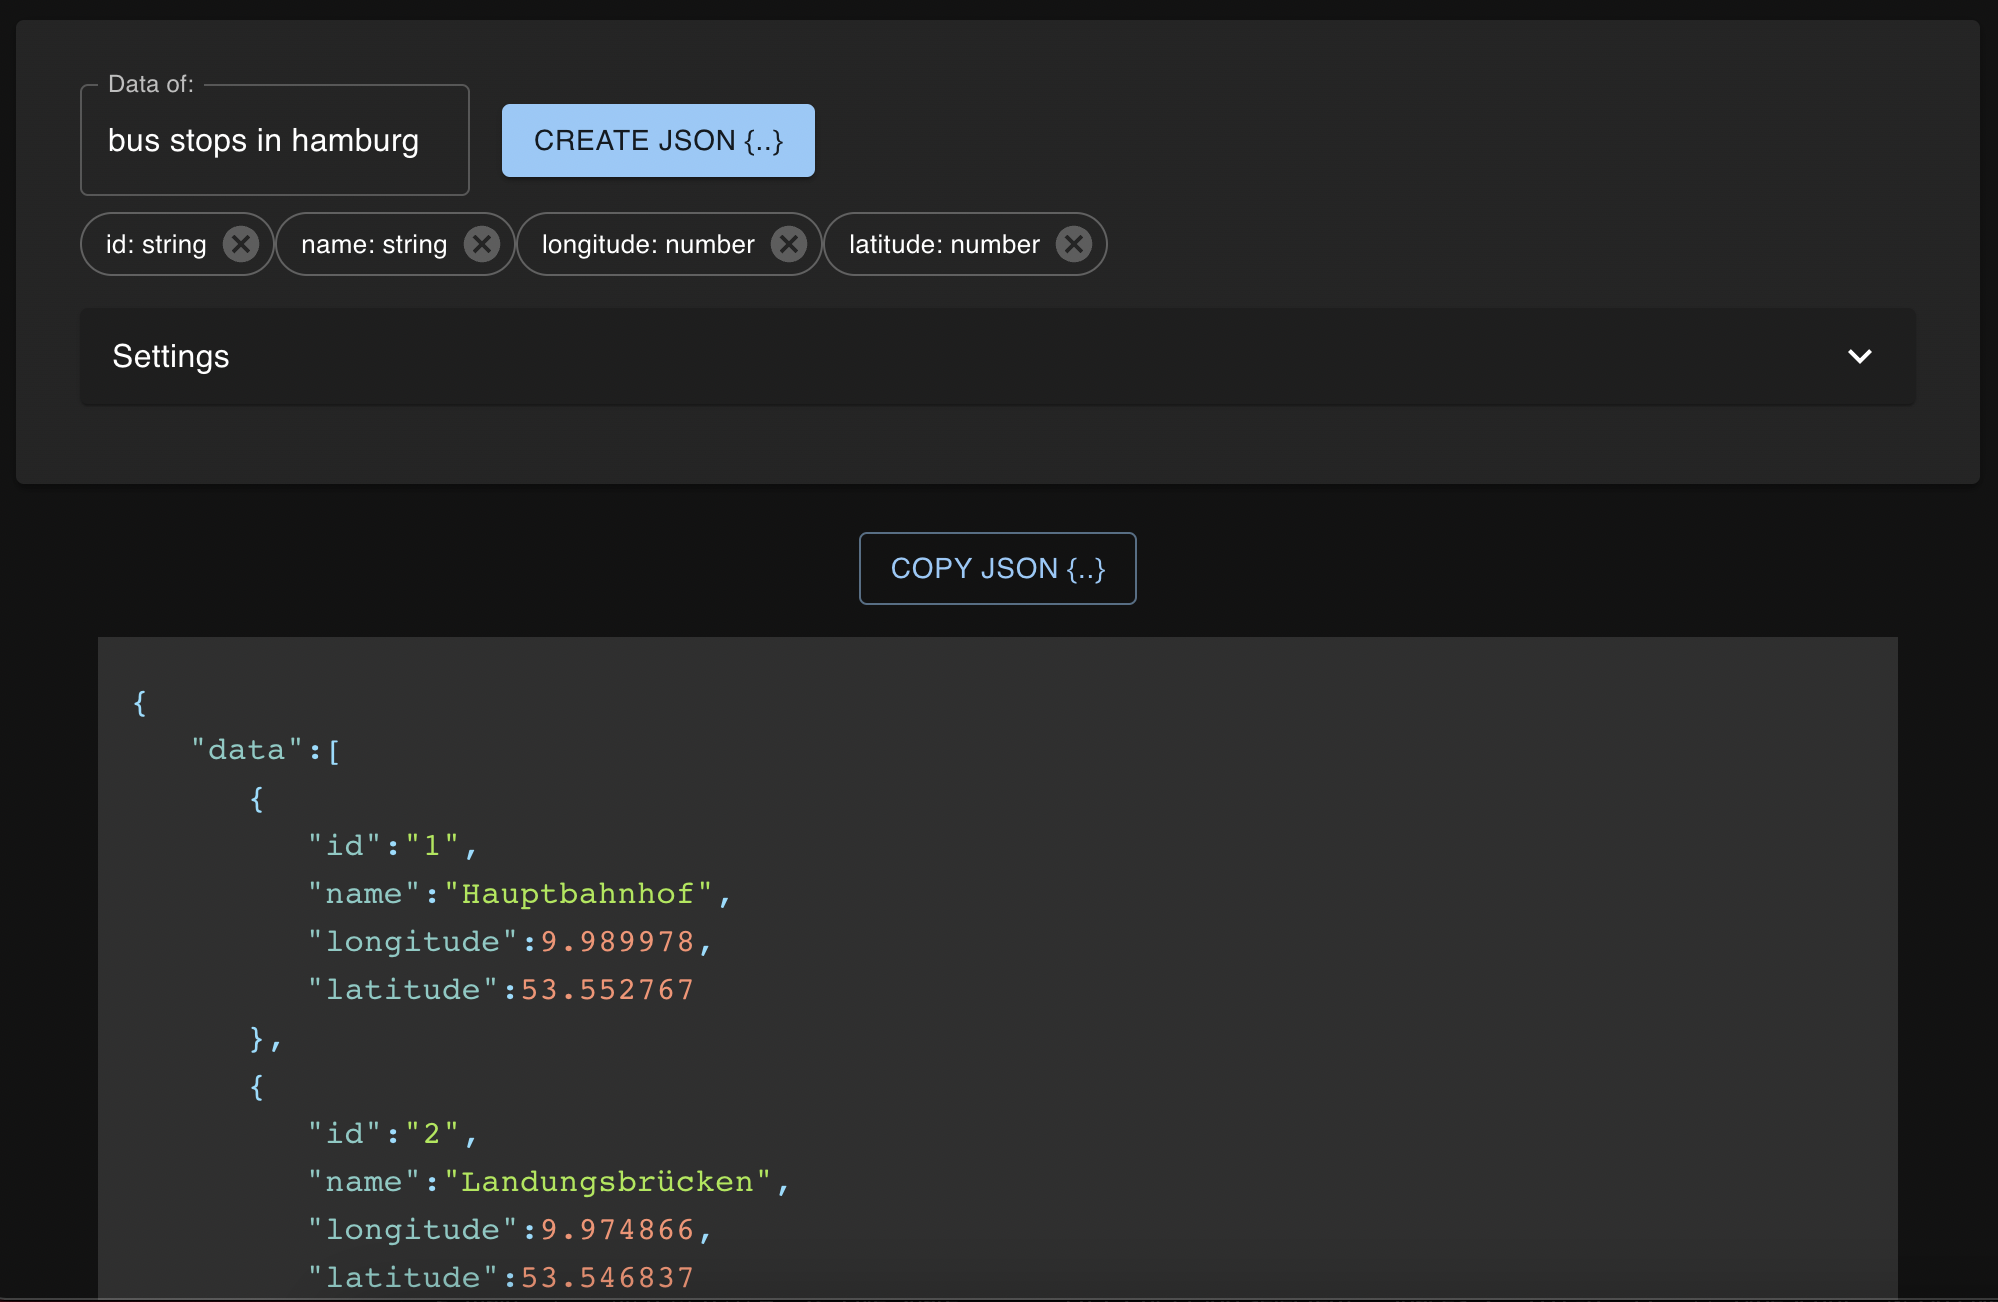 Data of:
bus stops in hamburg
CREATE JSON {..}
id: string
name: string
longitude: number
latitude: number
Settings
COPY JSON {..}
{
"data":[
{
"id":"1",
"name":"Hauptbahnhof",
"longitude":9.989978,
"latitude":53.552767
},
{
"id":"2",
"name":"Landungsbrücken",
"longitude":9.974866,
"latitude":53.546837